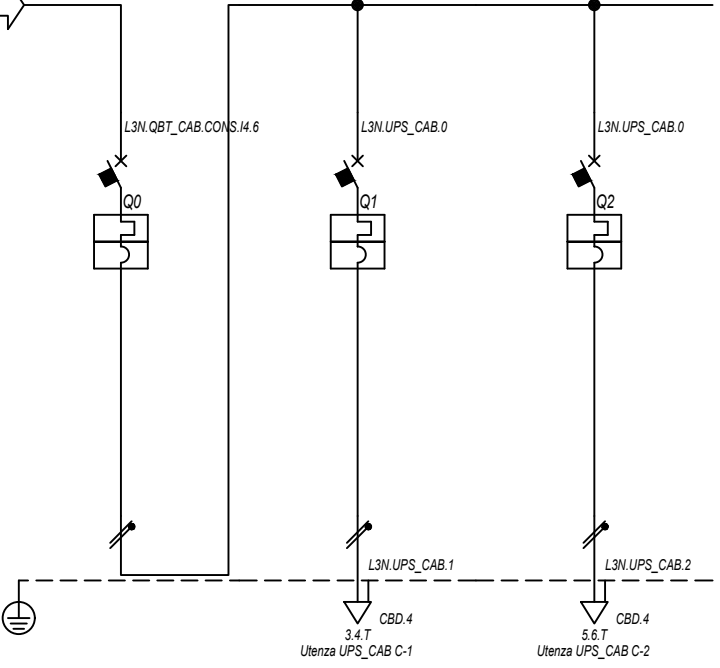 L3N.QBT_CAB.CONS.I4.6
L3N.UPS_CAB.0
L3N.UPS_CAB.0
Q0
Q1
Q2
L3N.UPS_CAB.1
L3N.UPS_CAB.2
CBD.4
CBD.4
3.4.T
5.6.T
Utenza UPS_CAB C-1
Utenza UPS_CAB C-2